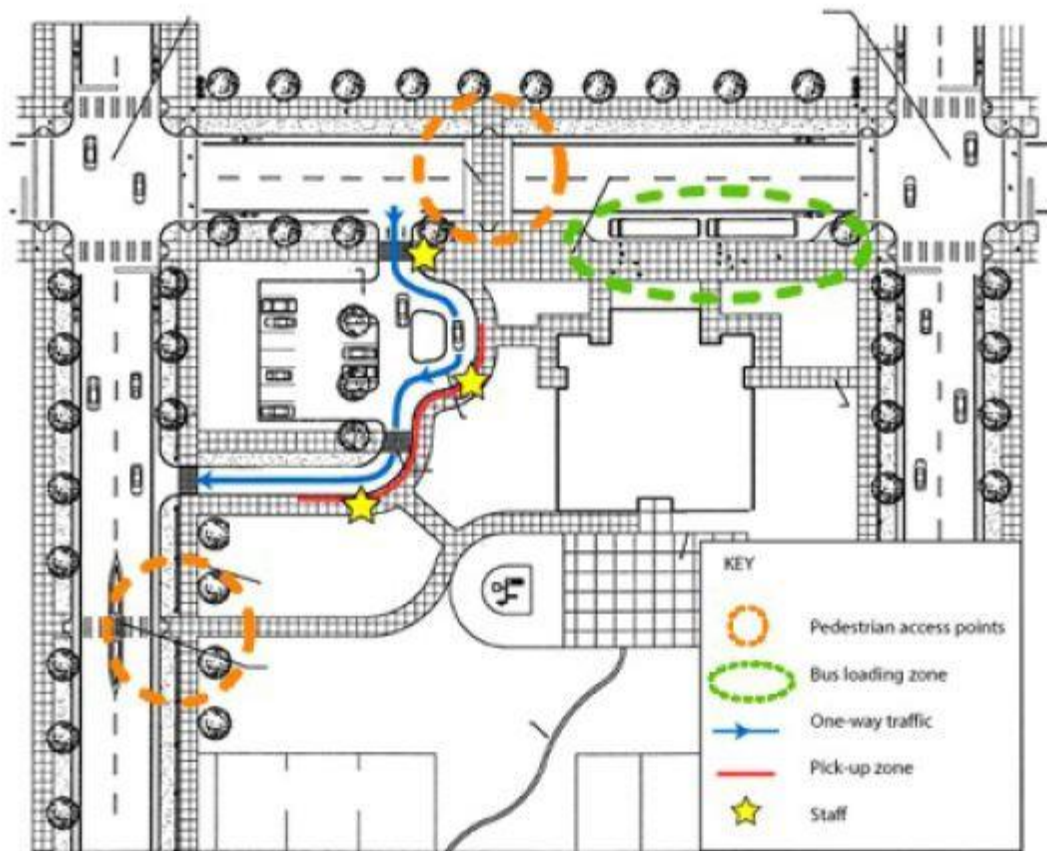 KEY
Pedestrian access points
Bus loading zone
One-way traffic
Pick-up zone
Staff